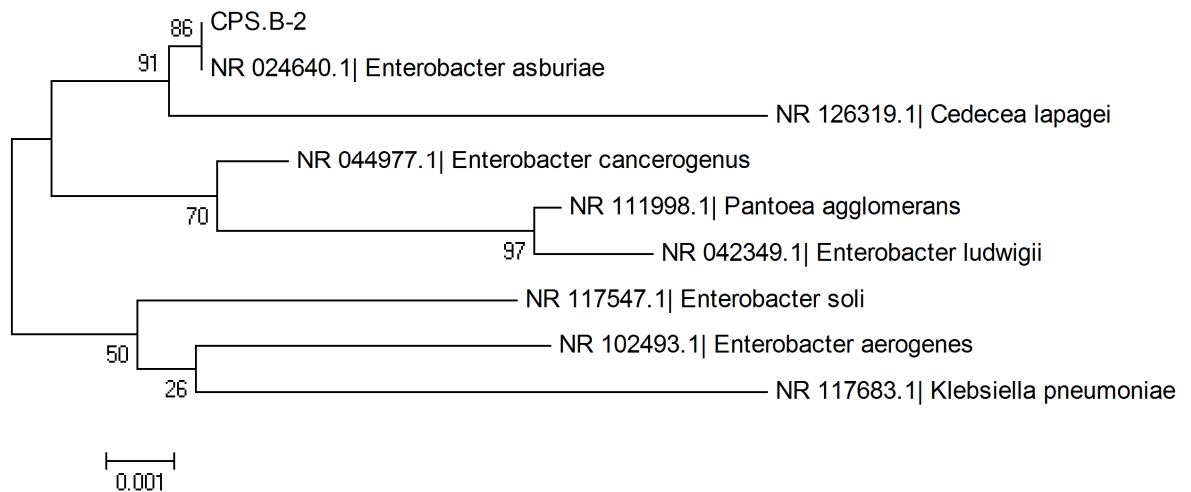 86 CPS.B-2
91 NR 024640.1| Enterobacter asburiae
NR 126319.1| Cedecea lapagei
NR 044977.1| Enterobacter cancerogenus
70 NR 111998.1| Pantoea agglomerans
97 NR 042349.1| Enterobacter ludwigii
NR 117547.1| Enterobacter soli
50 NR 102493.1| Enterobacter aerogenes
26 NR 117683.1| Klebsiella pneumoniae
0.001